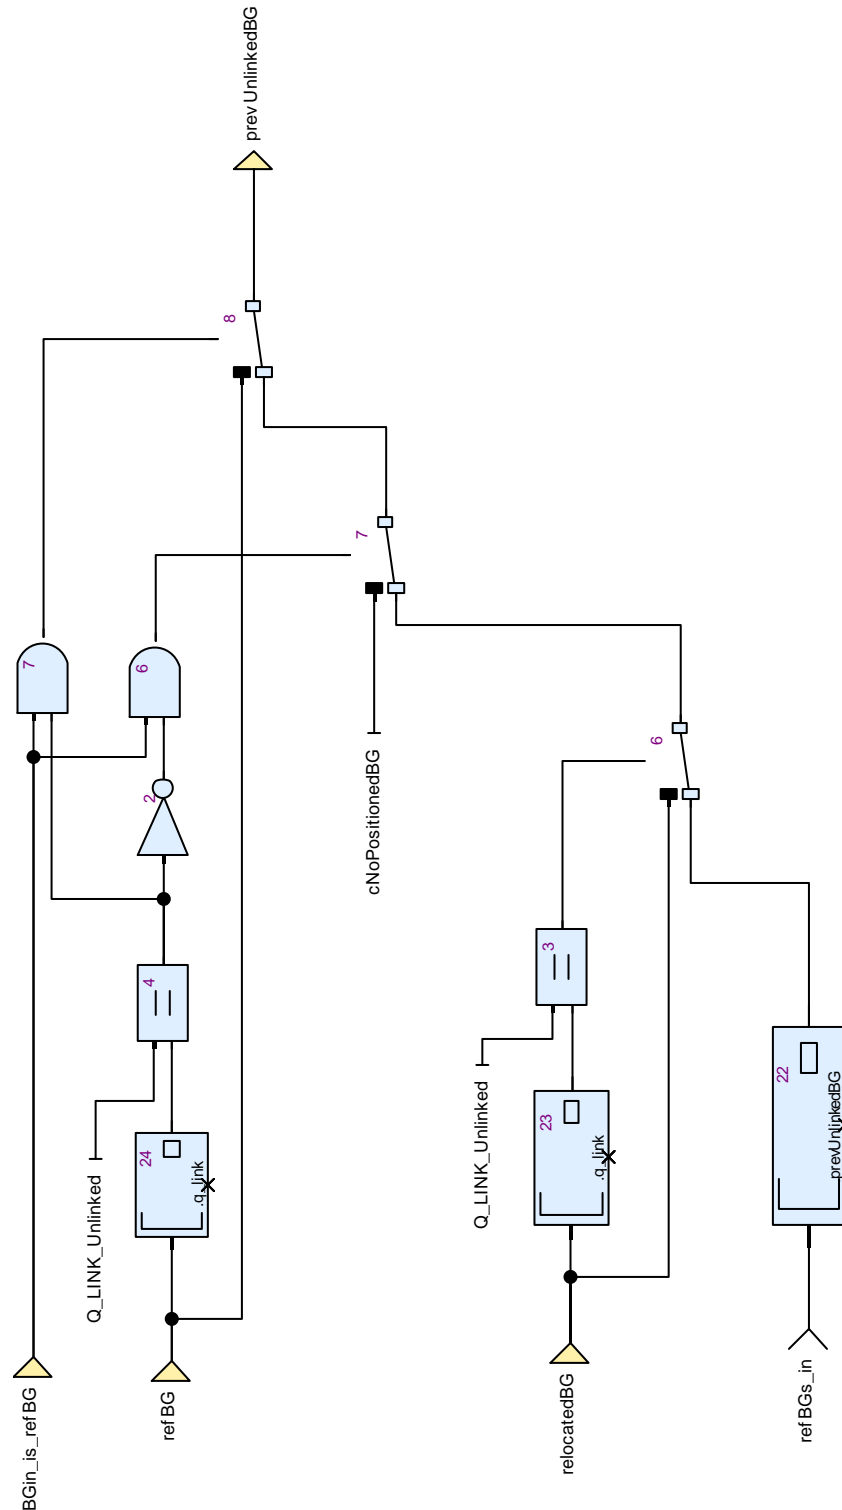 prevUnlinkedBG
8
7
7
6
cNoPositionedBG
6
2
4
3
Q_LINK_Unlinked
24
.q_link
Q_LINK_Unlinked
23
.q_link
22
prevUnlinkedBG
BGin_is_refBG
refBG
relocatedBG
refBGs_in